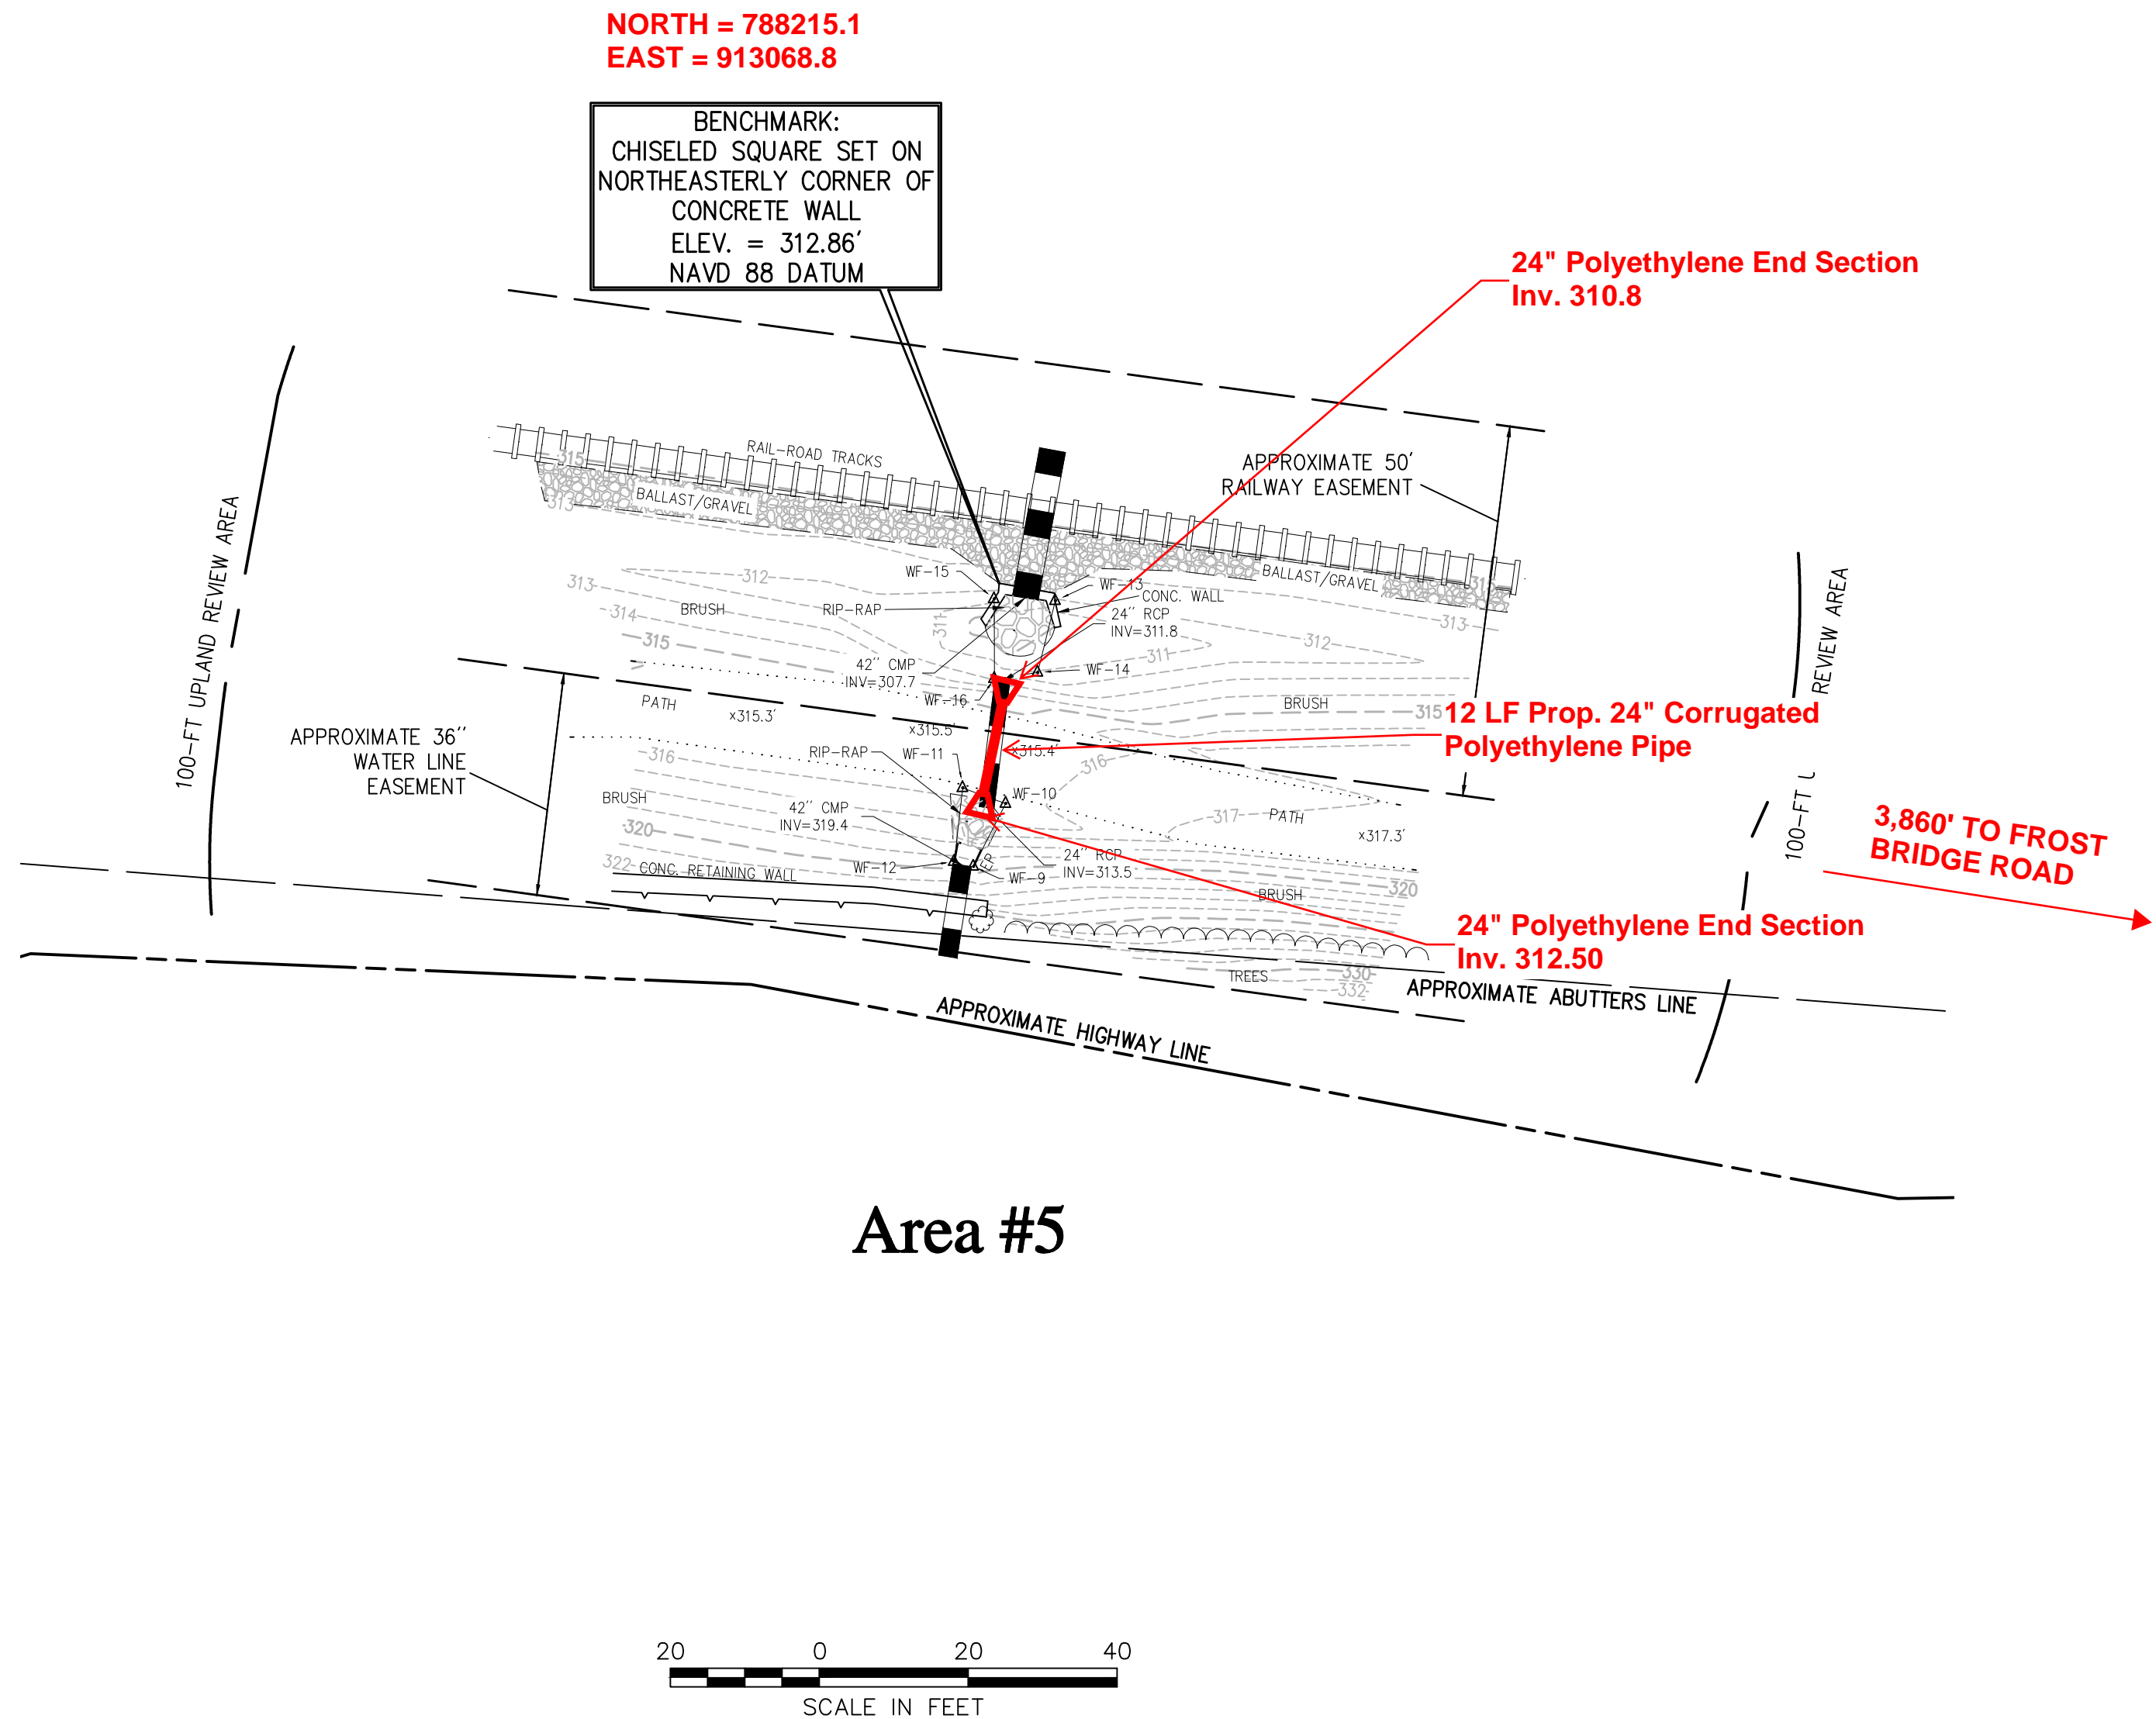 NORTH = 788215.1
EAST = 913068.8
BENCHMARK:
CHISELED SQUARE SET ON
NORTHEASTERLY CORNER OF
CONCRETE WALL
ELEV. = 312.86'
NAVD 88 DATUM
24" Polyethylene End Section
Inv. 310.8
100-FT UPLAND REVIEW AREA
RAIL-ROAD TRACKS
APPROXIMATE 50'
RAILWAY EASEMENT
315
BALLAST/GRAVEL
313
BALLAST/GRAVEL
315
WF-15
WF-13
CONC. WALL
312
313
314
BRUSH
RIP-RAP
311
24" RCP
INV=311.8
312
313
315
42" CMP
INV=307.7
311
WF-14
WF-16
PATH
x315.3'
x315.5'
x315.4'
BRUSH
315
12 LF Prop. 24" Corrugated
Polyethylene Pipe
REVIEW AREA
100-FT U
APPROXIMATE 36"
WATER LINE
EASEMENT
316
RIP-RAP
WF-11
316
WF-10
BRUSH
42" CMP
INV=319.4
317
PATH
x317.3'
320
322
CONC. RETAINING WALL
WF-12
EP
24" RCP
INV=313.5
WF-9
BRUSH
320
3,860' TO FROST
BRIDGE ROAD
24" Polyethylene End Section
Inv. 312.50
TREES
330
332
APPROXIMATE ABUTTERS LINE
APPROXIMATE HIGHWAY LINE
Area #5
20 0 20 40
SCALE IN FEET